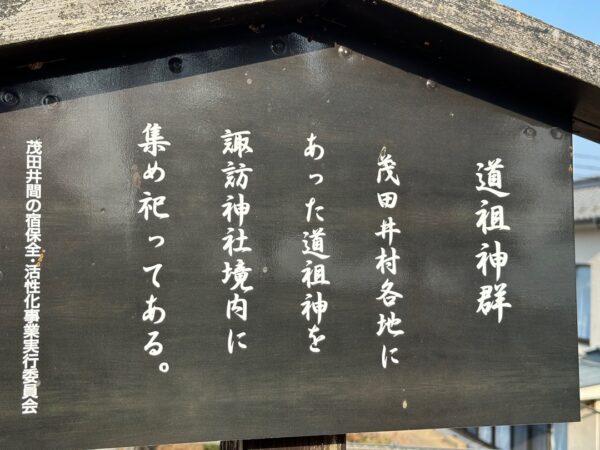 道祖神群
茂田井村各地に
あった道祖神を
諏訪神社境内に
集め祀ってある。
茂田井間の宿保全・活性化事業実行委員会